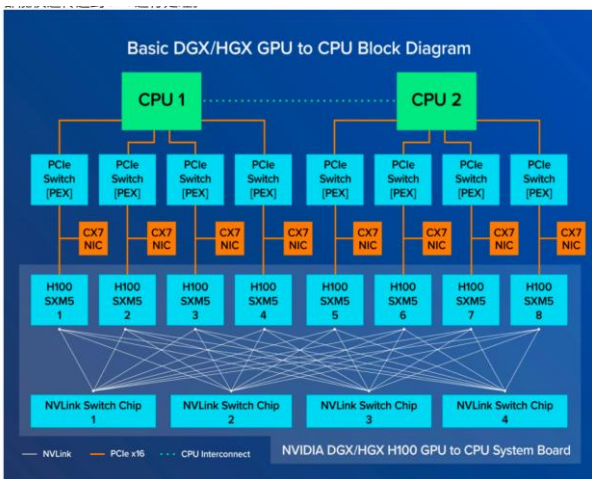 Basic DGX/HGX GPU to CPU Block Diagram
CPU 1
CPU 2
PCIe
Switch
[PEX]
PCIe
Switch
[PEX]
PCIe
Switch
[PEX]
PCIe
Switch
[PEX]
PCIe
Switch
[PEX]
PCIe
Switch
[PEX]
PCIe
Switch
[PEX]
PCIe
Switch
[PEX]
CX7
NIC
CX7
NIC
CX7
NIC
CX7
NIC
CX7
NIC
CX7
NIC
CX7
NIC
CX7
NIC
H100
SXM5
1
H100
SXM5
2
H100
SXM5
3
H100
SXM5
4
H100
SXM5
5
H100
SXM5
6
H100
SXM5
7
H100
SXM5
8
NVLink Switch Chip
1
NVLink Switch Chip
2
NVLink Switch Chip
3
NVLink Switch Chip
4
NVLink
PCIe x16
CPU Interconnect
NVIDIA DGX/HGX H100 GPU to CPU System Board